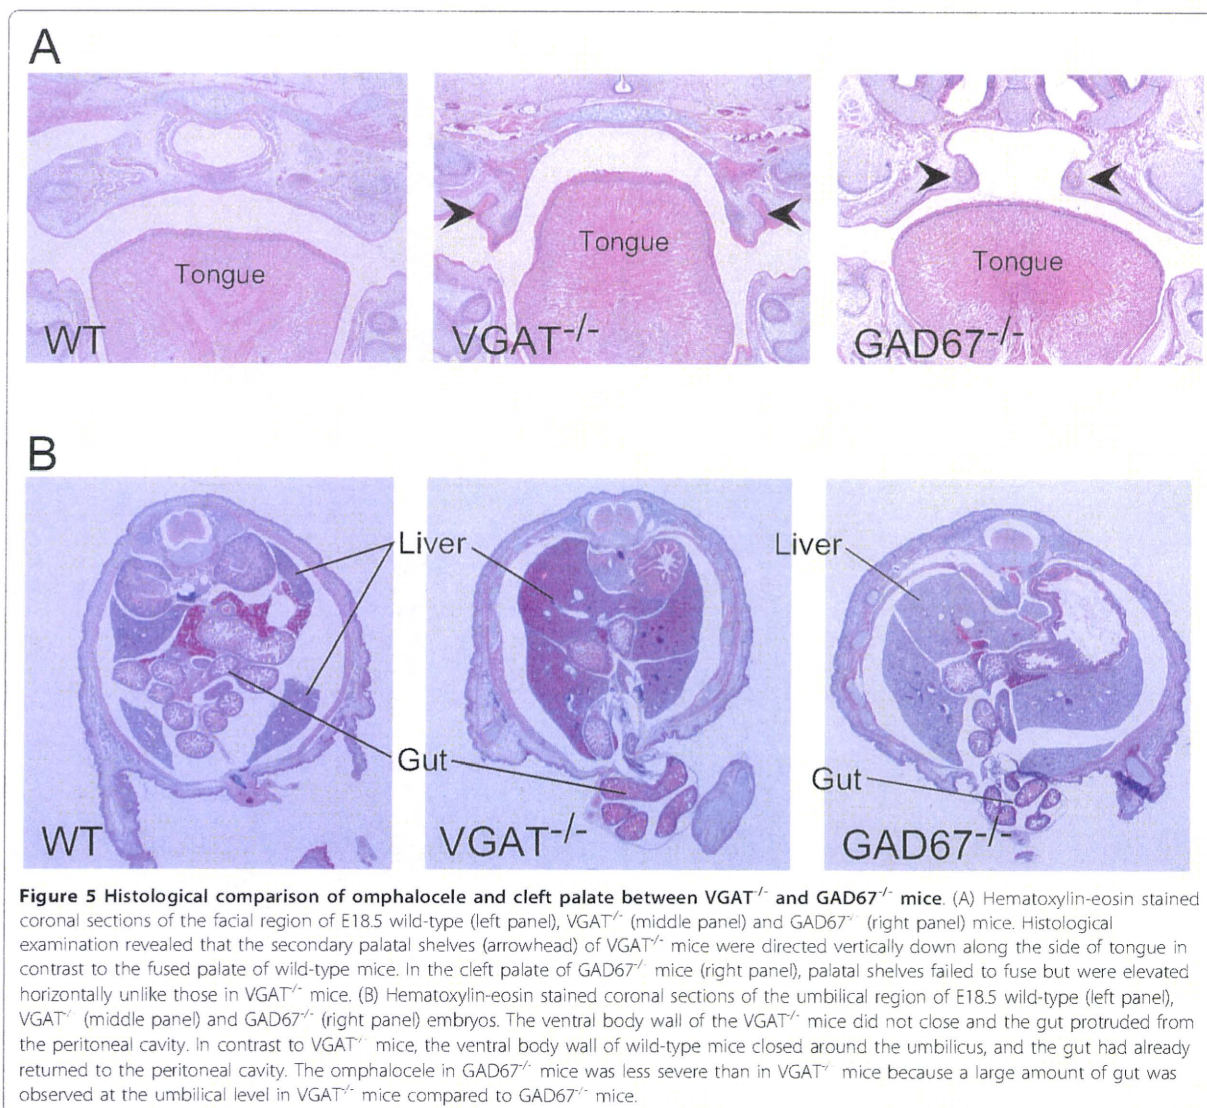 A
Tongue
Tongue
Tongue
WT
VGAT-/-
GAD67-/-
B
Liver
Liver
Gut
Gut
WT
VGAT-/-
GAD67-/-
Figure 5 Histological comparison of omphalocele and cleft palate between VGAT-/- and GAD67-/- mice. (A) Hematoxylin-eosin stained
coronal sections of the facial region of E18.5 wild-type (left panel), VGAT-/- (middle panel) and GAD67-/- (right panel) mice. Histological
examination revealed that the secondary palatal shelves (arrowhead) of VGAT-/- mice were directed vertically down along the side of tongue in
contrast to the fused palate of wild-type mice. In the cleft palate of GAD67-/- mice (right panel), palatal shelves failed to fuse but were elevated
horizontally unlike those in VGAT-/- mice. (B) Hematoxylin-eosin stained coronal sections of the umbilical region of E18.5 wild-type (left panel),
VGAT-/- (middle panel) and GAD67-/- (right panel) embryos. The ventral body wall of the VGAT-/- mice did not close and the gut protruded from
the peritoneal cavity. In contrast to VGAT-/- mice, the ventral body wall of wild-type mice closed around the umbilicus, and the gut had already
returned to the peritoneal cavity. The omphalocele in GAD67-/- mice was less severe than in VGAT-/- mice because a large amount of gut was
observed at the umbilical level in VGAT-/- mice compared to GAD67-/- mice.